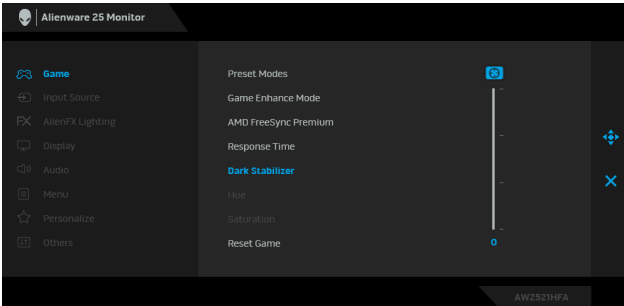 Alienware 25 Monitor
Game
Input Source
FX AlienFX Lighting
Display
Audio
Menu
Personalize
Others
Preset Modes
Game Enhance Mode
AMD FreeSync Premium
Response Time
Dark Stabilizer
Hue
Saturation
Reset Game
0
AW2521HFA